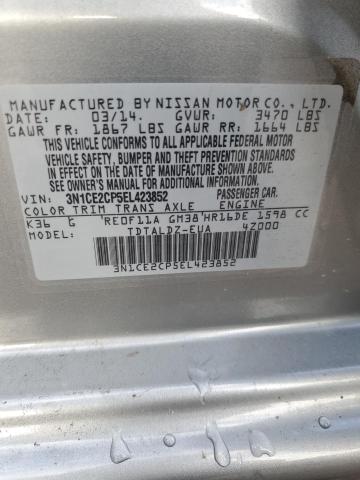 MANUFACTURED BY NISSAN MOTOR CO., LTD.
DATE: 03/14. GVWR: 3470 LBS
GAWR FR: 1867 LBS GAWR RR: 1664 LBS
THIS VEHICLE CONFORMS TO ALL APPLICABLE FEDERAL MOTOR
VEHICLE SAFETY, BUMPER AND THEFT PREVENTION STANDARDS
IN EFFECT ON THE DATE OF MANUFACTURE SHOWN ABOVE.
SEE OWNER'S MANUAL FOR ADDITIONAL INFORMATION.
VIN: 3N1CE2CP5EL423852 PASSENGER CAR.
COLOR TRIM TRANS AXLE ENGINE
K36 G RE0F11A GM38 HR16DE 1598 CC
MODEL: TDTALDZ-EUA 4Z000
3N1CE2CP5EL423852